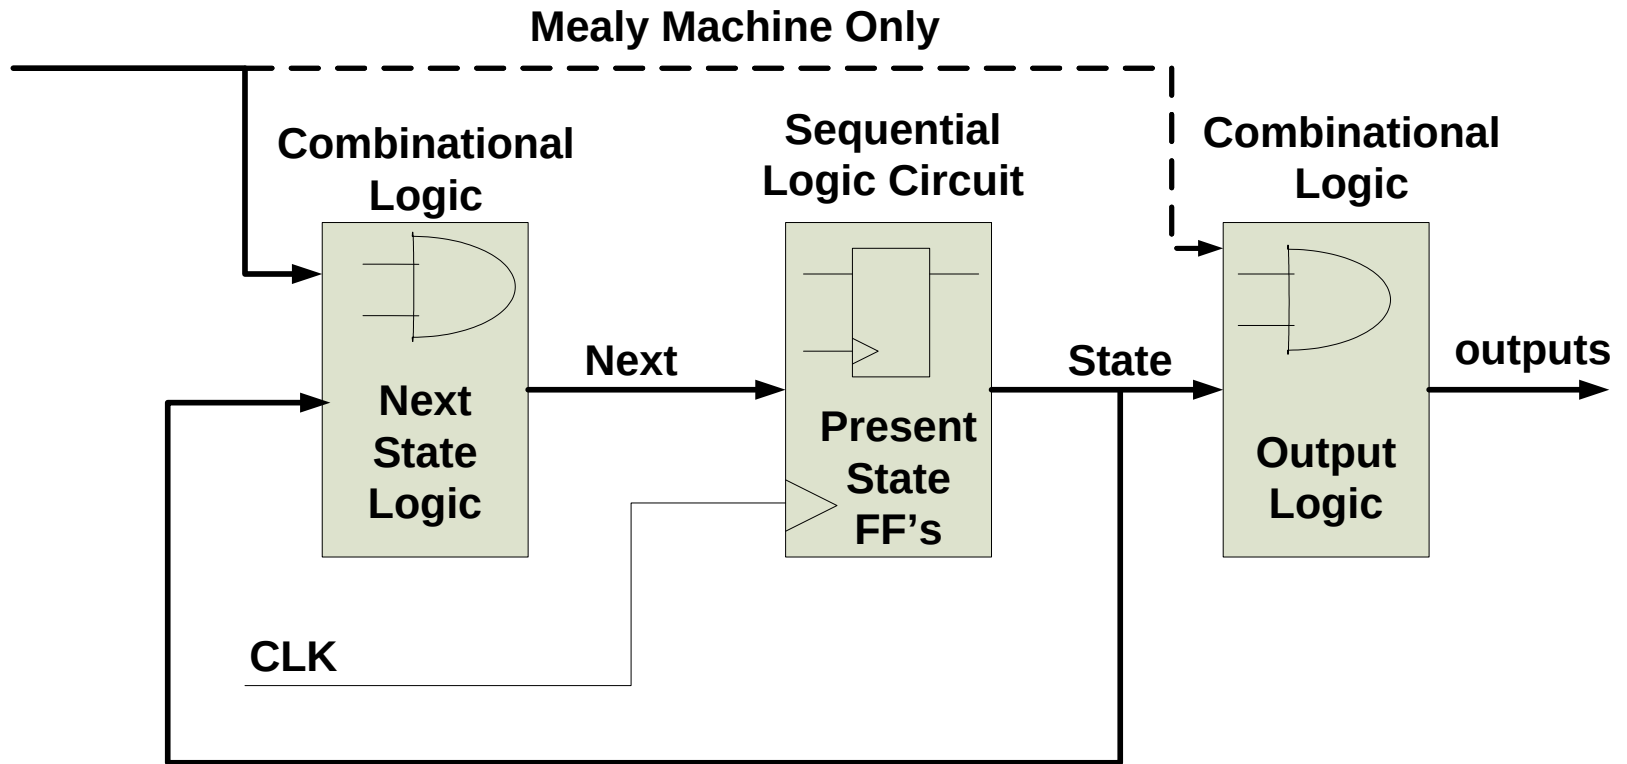 Mealy Machine Only
Combinational
Logic
Sequential
Logic Circuit
Combinational
Logic
Next
State
Logic
Next
Present
State
FF’s
State
Output
Logic
outputs
CLK